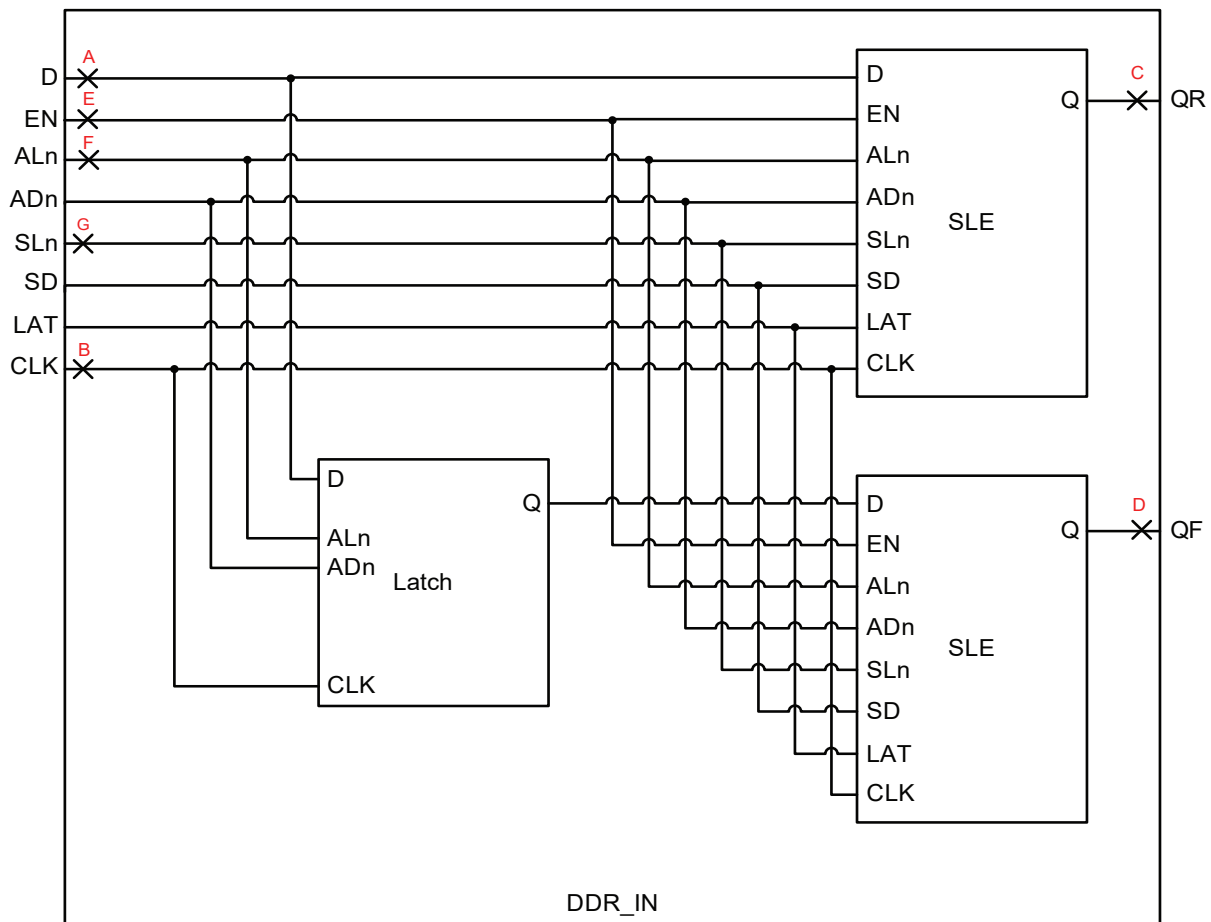 A
D
E
EN
F
ALn
ADn
G
SLn
SD
LAT
B
CLK
D
EN
ALn
ADn
SLn
SD
LAT
CLK
SLE
Q
C
QR
D
ALn
ADn
CLK
Latch
Q
D
EN
ALn
ADn
SLn
SD
LAT
CLK
SLE
Q
D
QF
DDR_IN